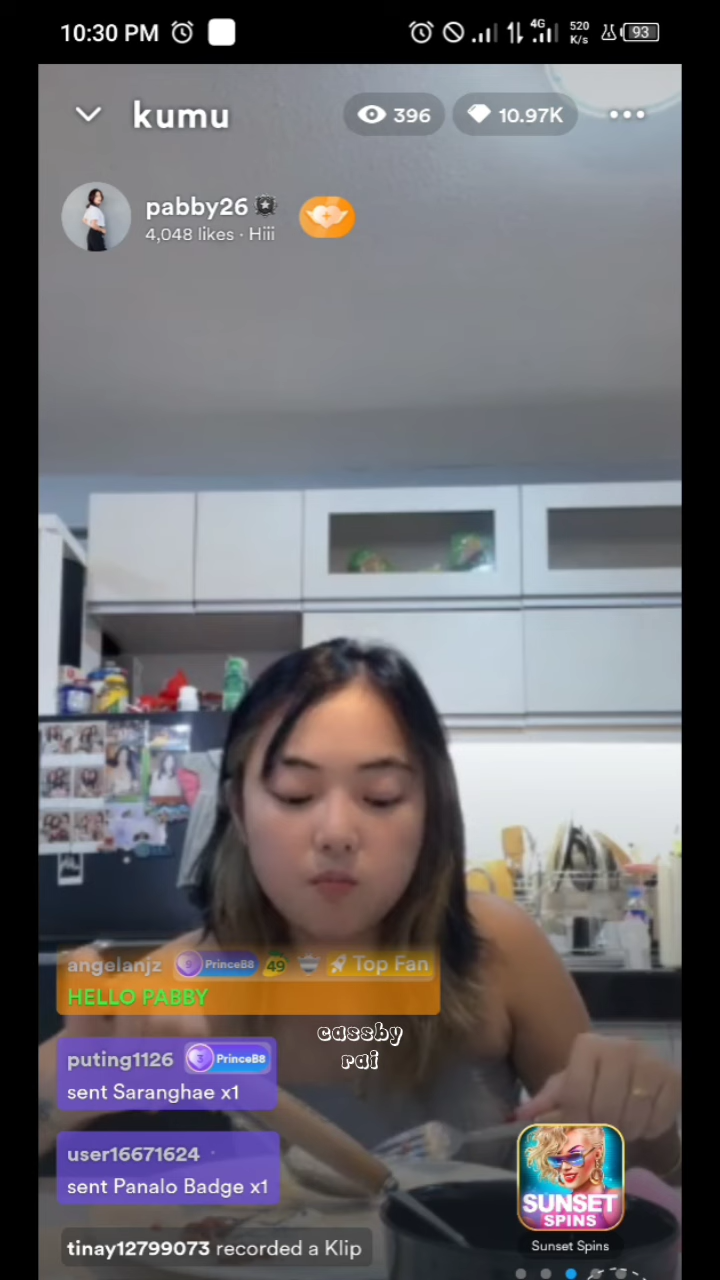 10:30 PM
4G
520
K/s
93
kumu
396
10.97K
pabby26
4,048 likes · Hiii
angelanjz 9 PrinceB8 49 Top Fan
HELLO PABBY
cassby
rai
puting1126 3 PrinceB8
sent Saranghae x1
user16671624
sent Panalo Badge x1
SUNSET
SPINS
Sunset Spins
tinay12799073 recorded a Klip